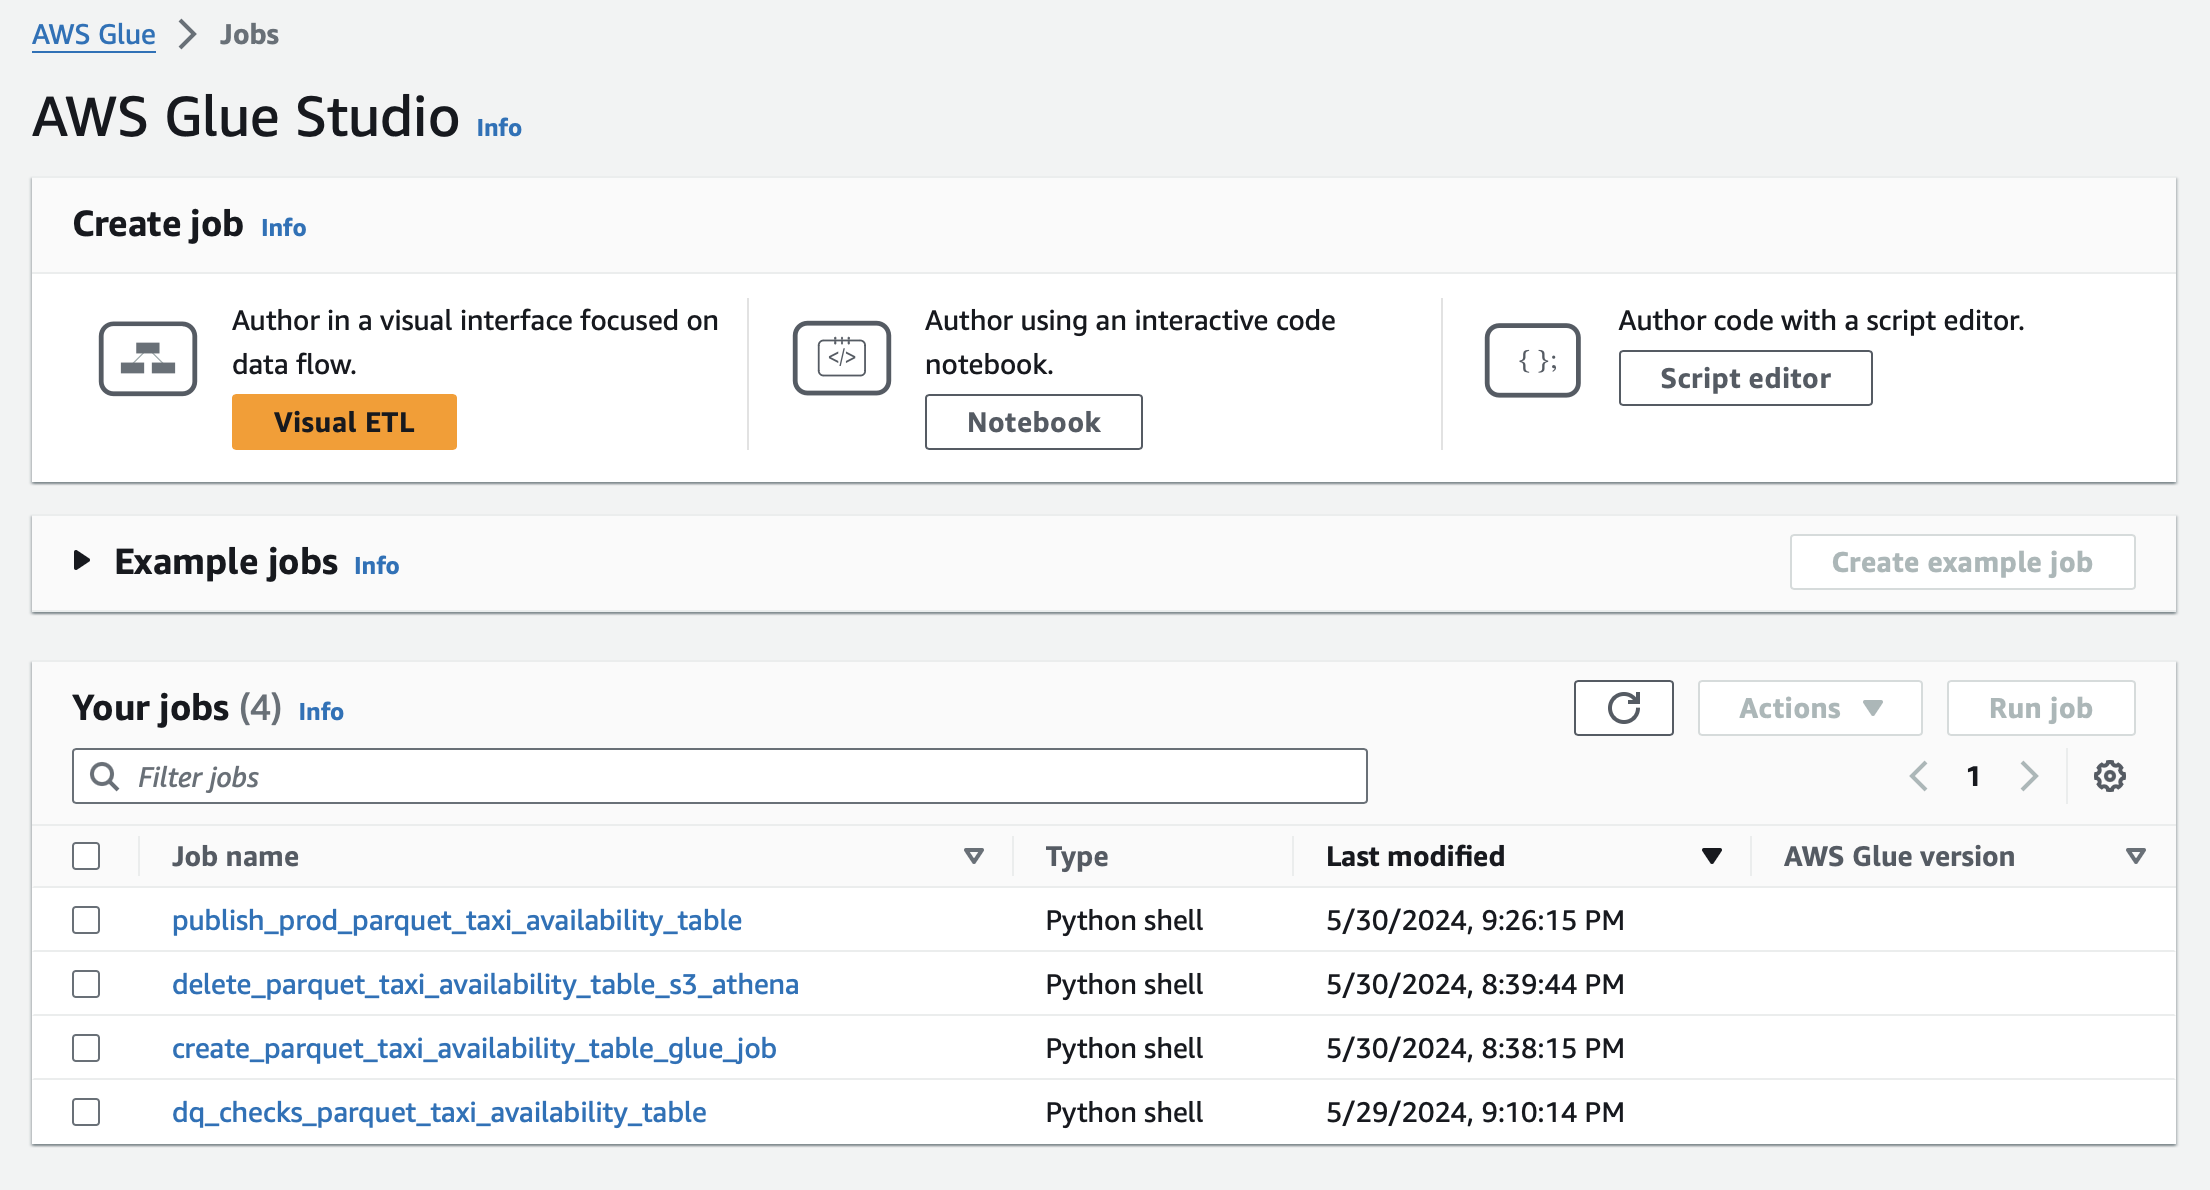 AWS Glue > Jobs
AWS Glue Studio Info
Create job Info
Author in a visual interface focused on
data flow.
Visual ETL
</>
Author using an interactive code
notebook.
Notebook
{ };
Author code with a script editor.
Script editor
Example jobs Info
Create example job
Your jobs (4) Info
Actions
Run job
Filter jobs
1
Job name Type Last modified AWS Glue version
publish_prod_parquet_taxi_availability_table Python shell 5/30/2024, 9:26:15 PM
delete_parquet_taxi_availability_table_s3_athena Python shell 5/30/2024, 8:39:44 PM
create_parquet_taxi_availability_table_glue_job Python shell 5/30/2024, 8:38:15 PM
dq_checks_parquet_taxi_availability_table Python shell 5/29/2024, 9:10:14 PM